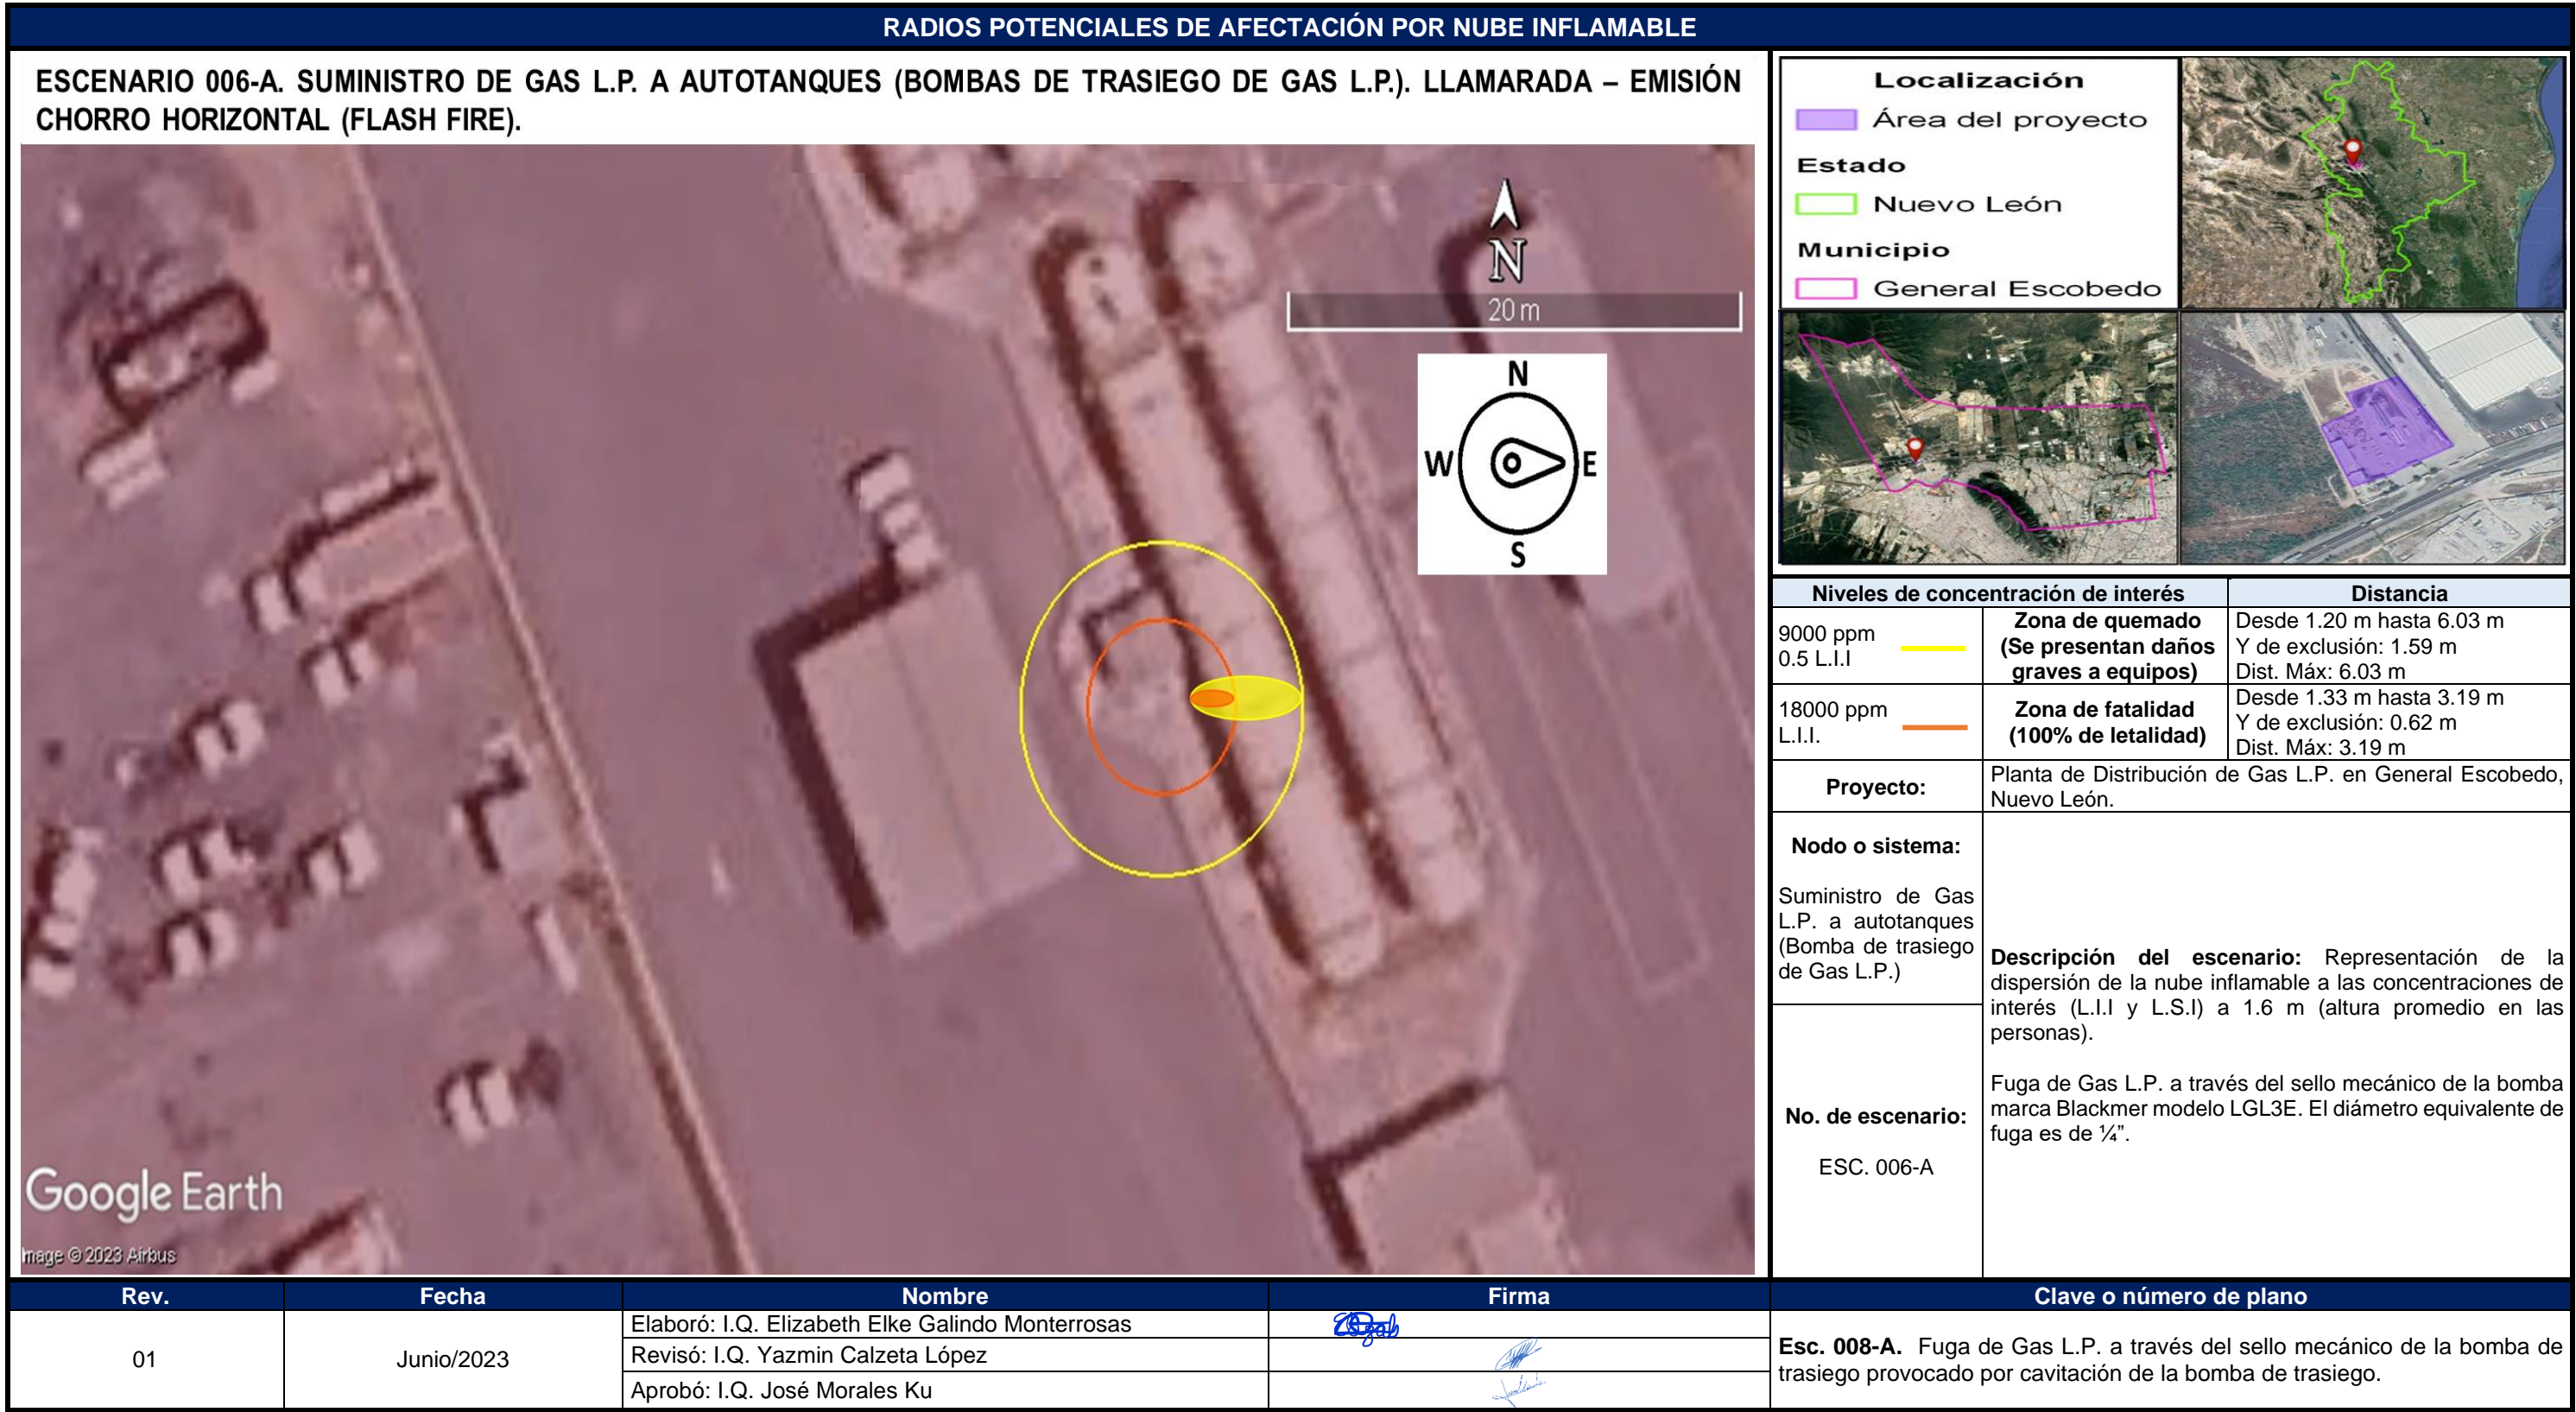 RADIOS POTENCIALES DE AFECTACIÓN POR NUBE INFLAMABLE
ESCENARIO 006-A. SUMINISTRO DE GAS L.P. A AUTOTANQUES (BOMBAS DE TRASIEGO DE GAS L.P.). LLAMARADA – EMISIÓN
CHORRO HORIZONTAL (FLASH FIRE).
N
20 m
N
W
E
S
Google Earth
Image © 2023 Airbus
Localización
Área del proyecto
Estado
Nuevo León
Municipio
General Escobedo
Niveles de concentración de interés
Distancia
9000 ppm
0.5 L.I.I
Zona de quemado
(Se presentan daños
graves a equipos)
Desde 1.20 m hasta 6.03 m
Y de exclusión: 1.59 m
Dist. Máx: 6.03 m
18000 ppm
L.I.I.
Zona de fatalidad
(100% de letalidad)
Desde 1.33 m hasta 3.19 m
Y de exclusión: 0.62 m
Dist. Máx: 3.19 m
Proyecto:
Planta de Distribución de Gas L.P. en General Escobedo,
Nuevo León.
Nodo o sistema:
Suministro de Gas
L.P. a autotanques
(Bomba de trasiego
de Gas L.P.)
No. de escenario:
ESC. 006-A
Descripción del escenario: Representación de la
dispersión de la nube inflamable a las concentraciones de
interés (L.I.I y L.S.I) a 1.6 m (altura promedio en las
personas).
Fuga de Gas L.P. a través del sello mecánico de la bomba
marca Blackmer modelo LGL3E. El diámetro equivalente de
fuga es de ¼”.
Rev.
Fecha
Nombre
Firma
Clave o número de plano
01
Junio/2023
Elaboró: I.Q. Elizabeth Elke Galindo Monterrosas
Revisó: I.Q. Yazmin Calzeta López
Aprobó: I.Q. José Morales Ku
Esc. 008-A. Fuga de Gas L.P. a través del sello mecánico de la bomba de
trasiego provocado por cavitación de la bomba de trasiego.